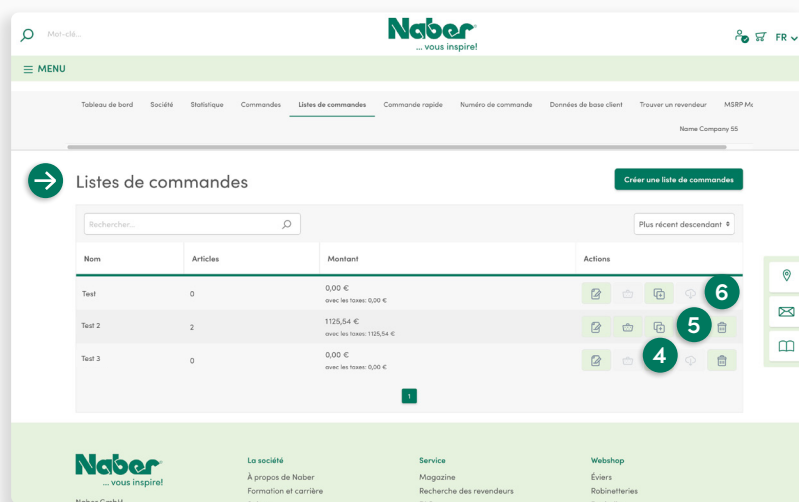 Mot-clé...
Naber
... vous inspire!
FR
MENU
Tableau de bord Société Statistique Commandes Listes de commandes Commande rapide Numéro de commande Données de base client Trouver un revendeur MSRP
Name Company 55
Listes de commandes
Créer une liste de commandes
Rechercher...
Plus récent descendant
Nom Articles Montant Actions
Test 0 0,00 €
avec les taxes: 0,00 €
6
Test 2 2 1125,54 €
avec les taxes: 1125,54 €
5
Test 3 0 0,00 €
avec les taxes: 0,00 €
4
1
Naber
... vous inspire!
La société Service Webshop
À propos de Naber Magazine Éviers
Formation et carrière Recherche des revendeurs Robinetteries
Naber GmbH